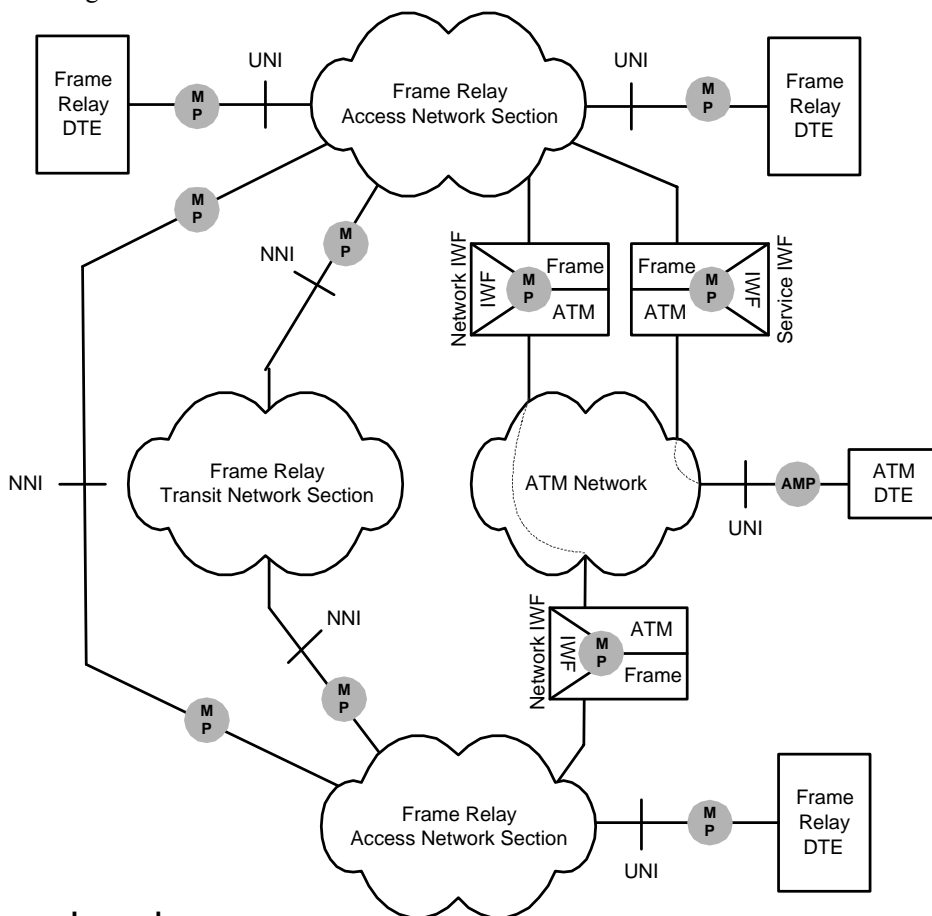 UNI
UNI
Frame
Relay
DTE
M
P
Frame Relay
Access Network Section
M
P
Frame
Relay
DTE
M
P
M
P
NNI
Network IWF
IWF
M
P
Frame
ATM
Frame
ATM
M
P
IWF
Service IWF
NNI
Frame Relay
Transit Network Section
ATM Network
UNI
AMP
ATM
DTE
NNI
Network IWF
IWF
M
P
ATM
Frame
M
P
M
P
Frame Relay
Access Network Section
UNI
M
P
Frame
Relay
DTE